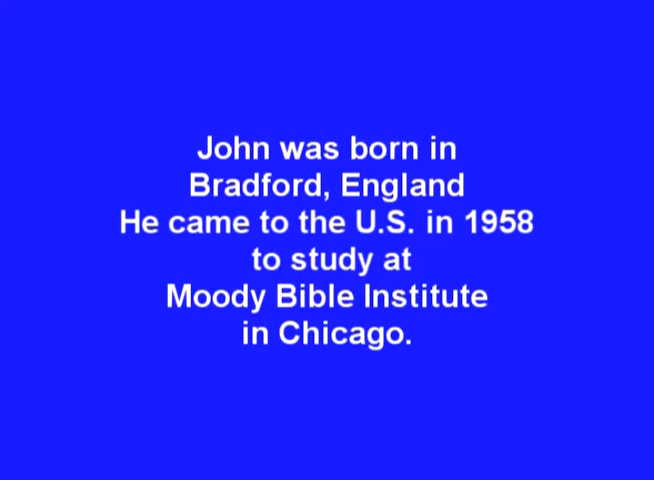 John was born in
Bradford, England
He came to the U.S. in 1958
to study at
Moody Bible Institute
in Chicago.